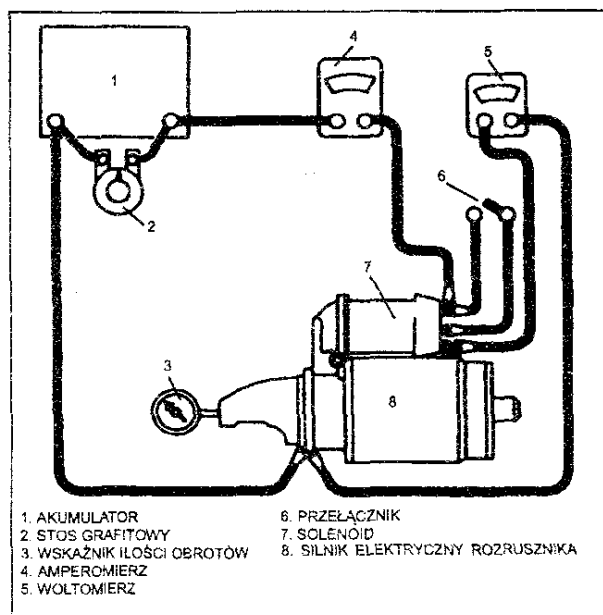 1
2
3
4
5
6
7
8
1. AKUMULATOR
2. STOS GRAFITOWY
3. WSKAŹNIK ILOŚCI OBROTÓW
4. AMPEROMIERZ
5. WOLTOMIERZ
6. PRZEŁĄCZNIK
7. SOLENOID
8. SILNIK ELEKTRYCZNY ROZRUSZNIKA